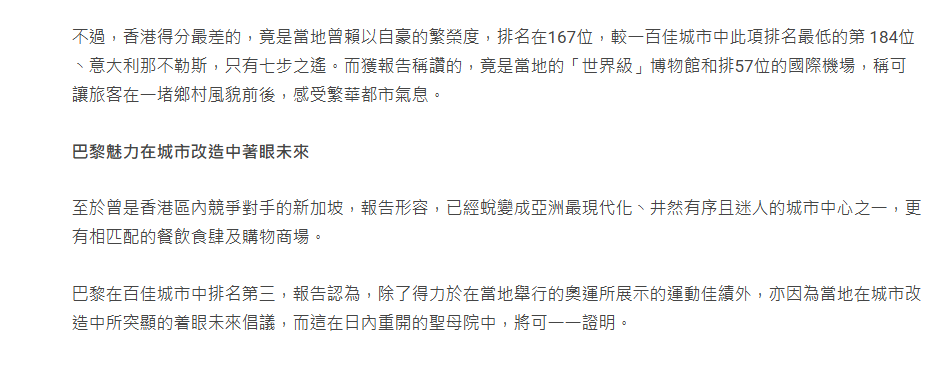 不過，香港得分最差的，竟是當地曾賴以自豪的繁榮度，排名在167位，較一百佳城市中此項排名最低的第 184位
、意大利那不勒斯，只有七步之遙。而獲報告稱讚的，竟是當地的「世界級」博物館和排57位的國際機場，稱可
讓旅客在一堵鄉村風貌前後，感受繁華都市氣息。
巴黎魅力在城市改造中著眼未來
至於曾是香港區內競爭對手的新加坡，報告形容，已經蛻變成亞洲最現代化、井然有序且迷人的城市中心之一，更
有相匹配的餐飲食肆及購物商場。
巴黎在百佳城市中排名第三，報告認為，除了得力於在當地舉行的奧運所展示的運動佳績外，亦因為當地在城市改
造中所突顯的着眼未來倡議，而這在日內重開的聖母院中，將可一一證明。